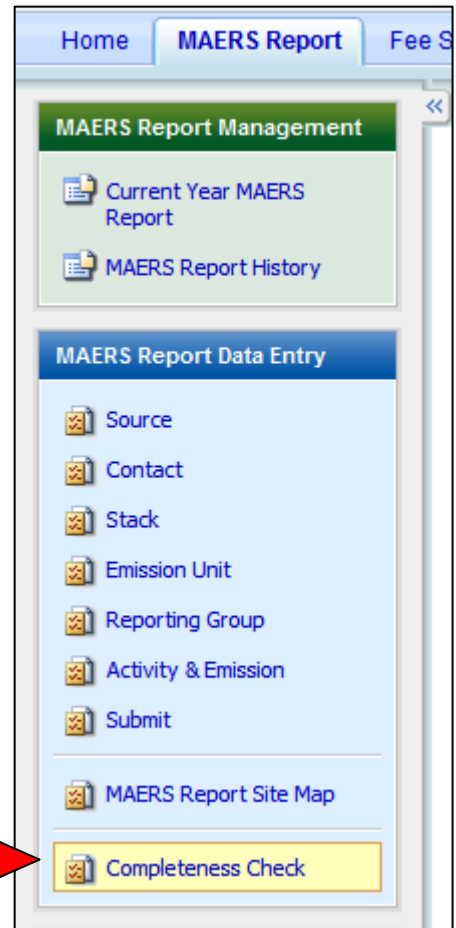 Home MAERS Report Fee S
«
MAERS Report Management
Current Year MAERS
Report
MAERS Report History
MAERS Report Data Entry
Source
Contact
Stack
Emission Unit
Reporting Group
Activity & Emission
Submit
MAERS Report Site Map
Completeness Check